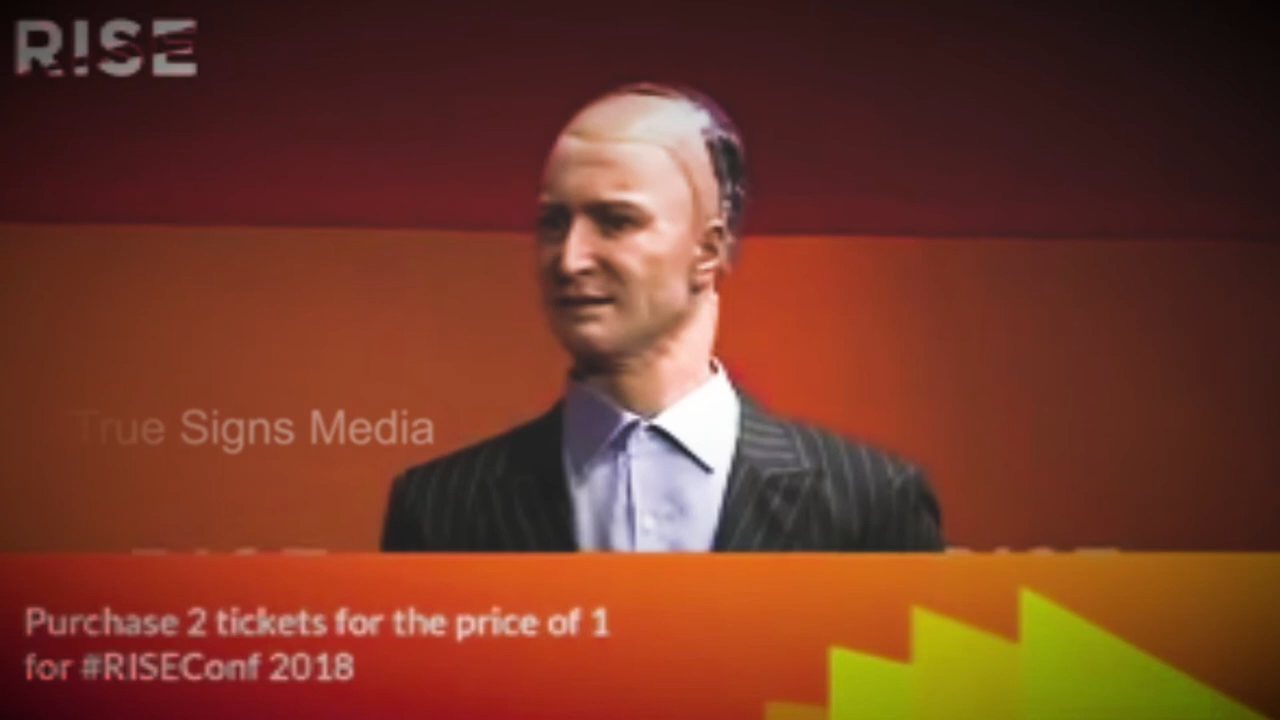 RISE
True Signs Media
Purchase 2 tickets for the price of 1
for #RISEConf 2018